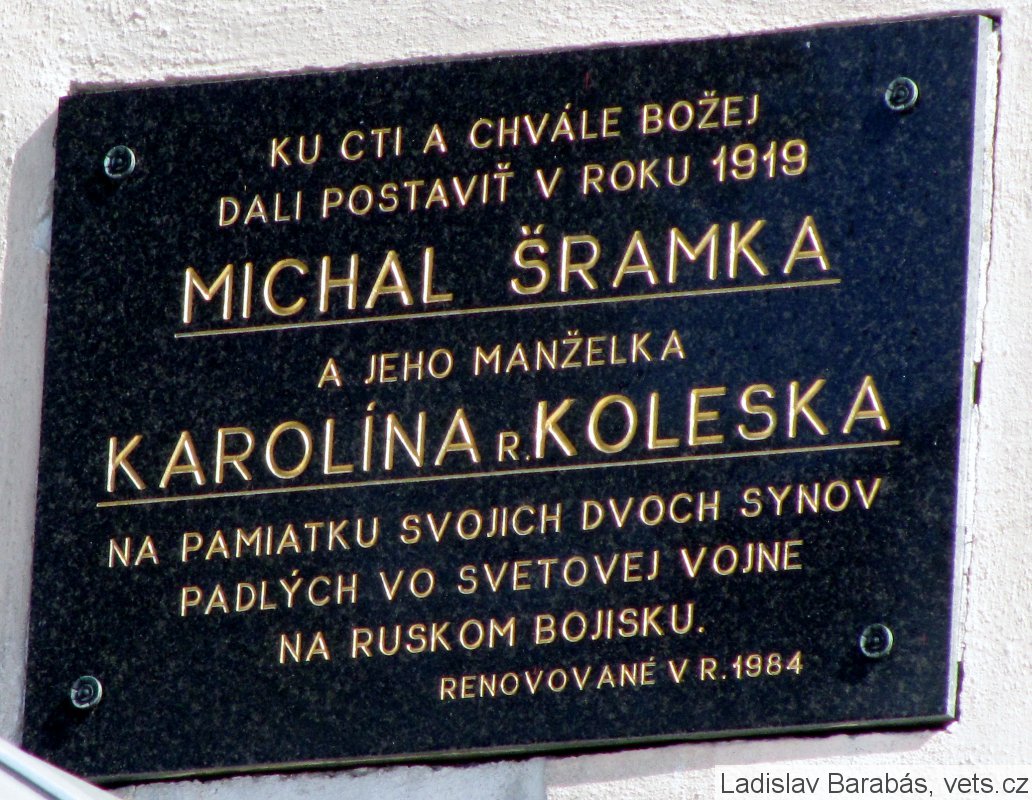 KU CTI A CHVÁLE BOŽEJ
DALI POSTAVIŤ V ROKU 1919
MICHAL ŠRAMKA
A JEHO MANŽELKA
KAROLÍNA R. KOLESKA
NA PAMIATKU SVOJICH DVOCH SYNOV
PADLÝCH VO SVETOVEJ VOJNE
NA RUSKOM BOJISKU.
RENOVOVANÉ V R. 1984
Ladislav Barabás, vets.cz